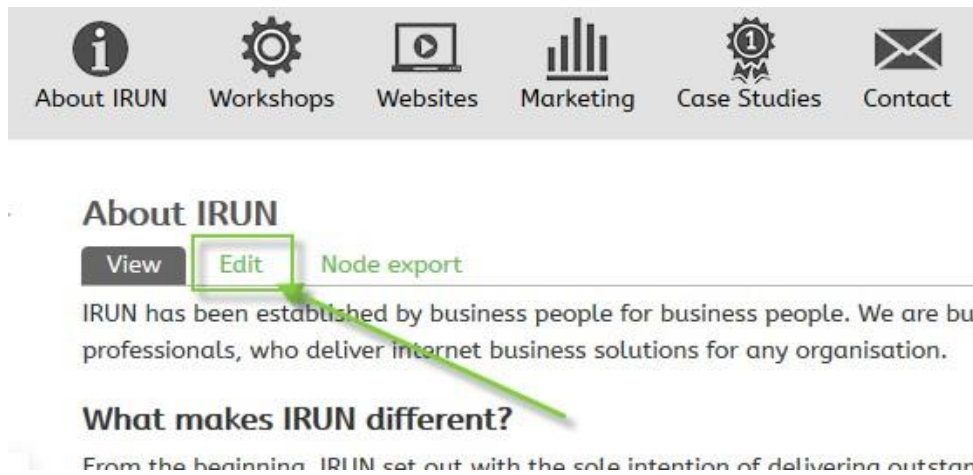 About IRUN Workshops Websites Marketing Case Studies Contact
About IRUN
View Edit Node export
IRUN has been established by business people for business people. We are bu
professionals, who deliver internet business solutions for any organisation.
What makes IRUN different?
From the beginning, IRUN set out with the sole intention of delivering outstan